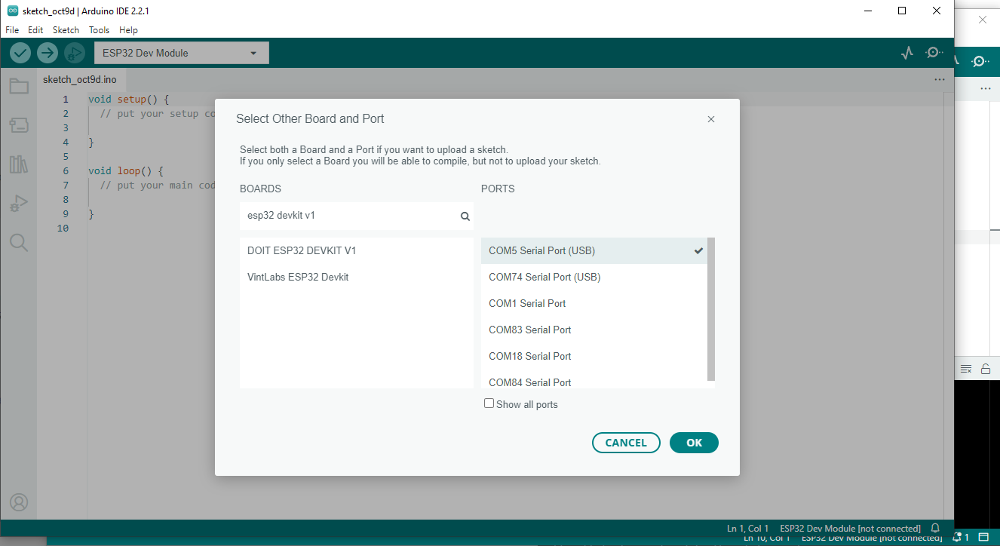 sketch_oct9d | Arduino IDE 2.2.1
File Edit Sketch Tools Help
ESP32 Dev Module
sketch_oct9d.ino
1 void setup() {
2 // put your setup co
3
4 }
5
6 void loop() {
7 // put your main cod
8
9 }
10
Select Other Board and Port
Select both a Board and a Port if you want to upload a sketch.
If you only select a Board you will be able to compile, but not to upload your sketch.
BOARDS
esp32 devkit v1
DOIT ESP32 DEVKIT V1
VintLabs ESP32 Devkit
PORTS
COM5 Serial Port (USB)
COM74 Serial Port (USB)
COM1 Serial Port
COM83 Serial Port
COM18 Serial Port
COM84 Serial Port
Show all ports
CANCEL OK
Ln 1, Col 1 ESP32 Dev Module [not connected]
Ln 10, Col 1 ESP32 Dev Module [not connected] 1